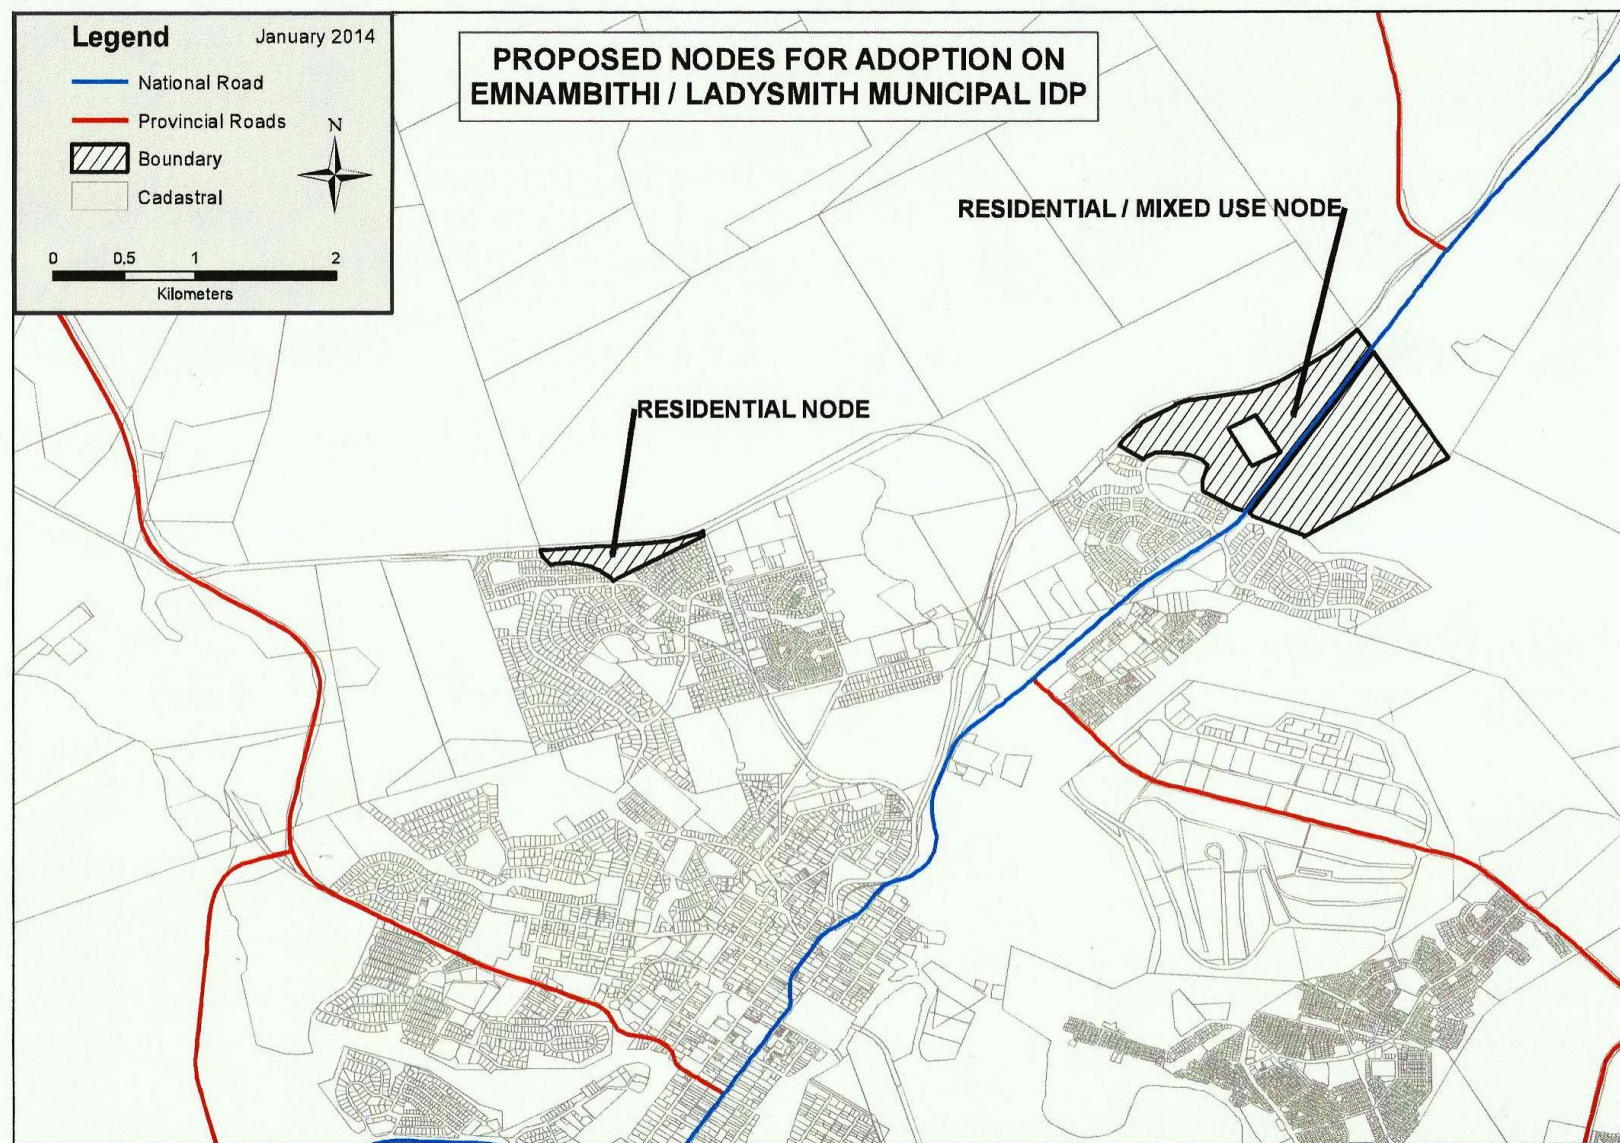 Legend
January 2014
National Road
Provincial Roads
Boundary
Cadastral
N
0 0.5 1 2
Kilometers
PROPOSED NODES FOR ADOPTION ON
EMNAMBITHI / LADYSMITH MUNICIPAL IDP
RESIDENTIAL / MIXED USE NODE
RESIDENTIAL NODE